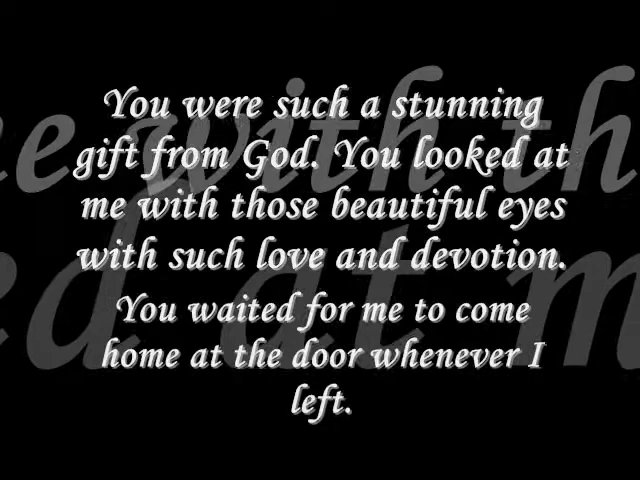 You were such a stunning
gift from God. You looked at
me with those beautiful eyes
with such love and devotion.
You waited for me to come
home at the door whenever I
left.